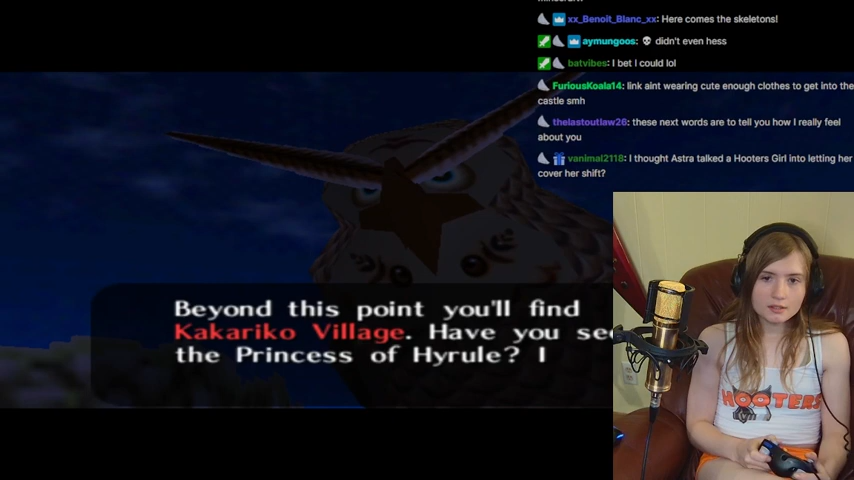 xx_Benoit_Blanc_xx: Here comes the skeletons!
aymungoos: 💀 didn't even hess
batvibes: I bet I could lol
FuriousKoala14: link aint wearing cute enough clothes to get into the
castle smh
thelastoutlaw26: these next words are to tell you how I really feel
about you
vanimal2118: I thought Astra talked a Hooters Girl into letting her
cover her shift?
Beyond this point you'll find
Kakariko Village. Have you se
the Princess of Hyrule? I
HOOTERS